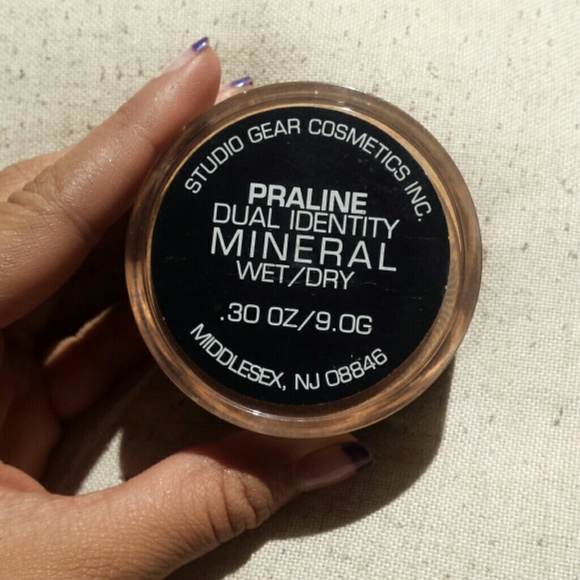 STUDIO GEAR COSMETICS INC.
PRALINE
DUAL IDENTITY
MINERAL
WET/DRY
.30 OZ/9.0G
MIDDLESEX, NJ 08846